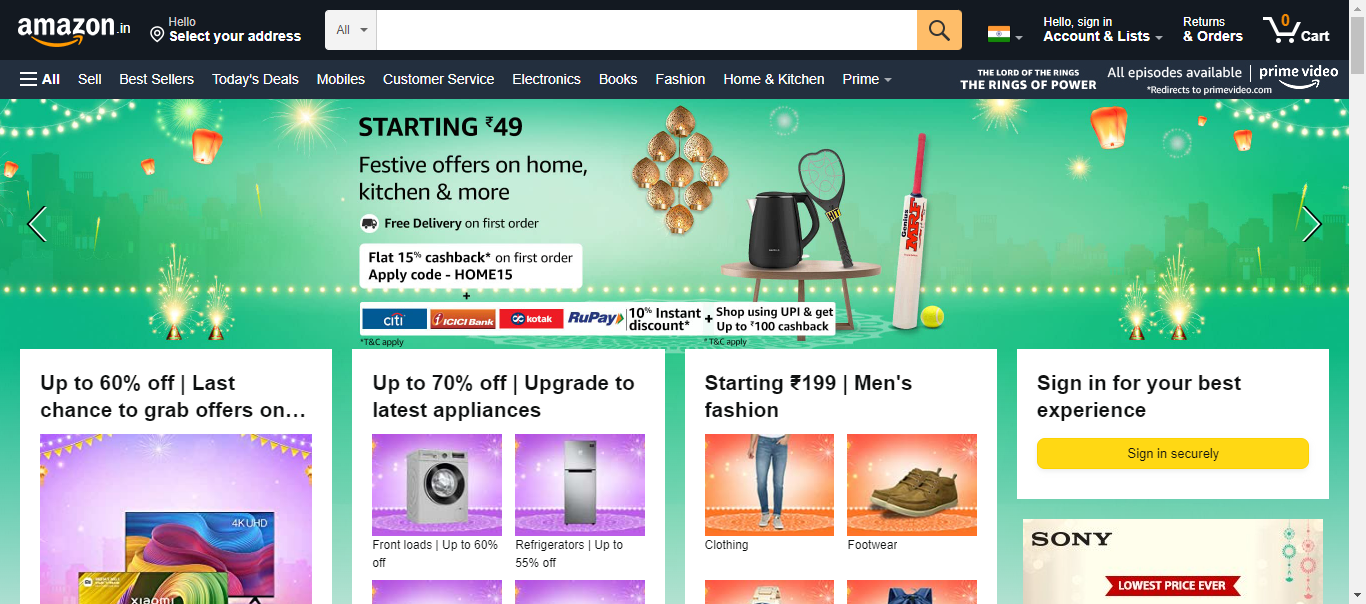 amazon.in
Hello
Select your address
All
Hello, sign in
Account & Lists
Returns
& Orders
0
Cart
All
Sell
Best Sellers
Today's Deals
Mobiles
Customer Service
Electronics
Books
Fashion
Home & Kitchen
Prime
THE LORD OF THE RINGS
THE RINGS OF POWER
All episodes available
*Redirects to primevideo.com
prime video
STARTING ₹49
Festive offers on home,
kitchen & more
Free Delivery on first order
Flat 15% cashback* on first order
Apply code - HOME15
+
citi
ICICI Bank
kotak
RuPay
10% Instant
discount*
+
Shop using UPI & get
Up to ₹100 cashback
*T&C apply
*T&C apply
HIT
Genius
MRF
Up to 60% off | Last
chance to grab offers on…
4K UHD
xiaomi
Up to 70% off | Upgrade to
latest appliances
Front loads | Up to 60%
off
Refrigerators | Up to
55% off
Starting ₹199 | Men's
fashion
Clothing
Footwear
Sign in for your best
experience
Sign in securely
SONY
LOWEST PRICE EVER